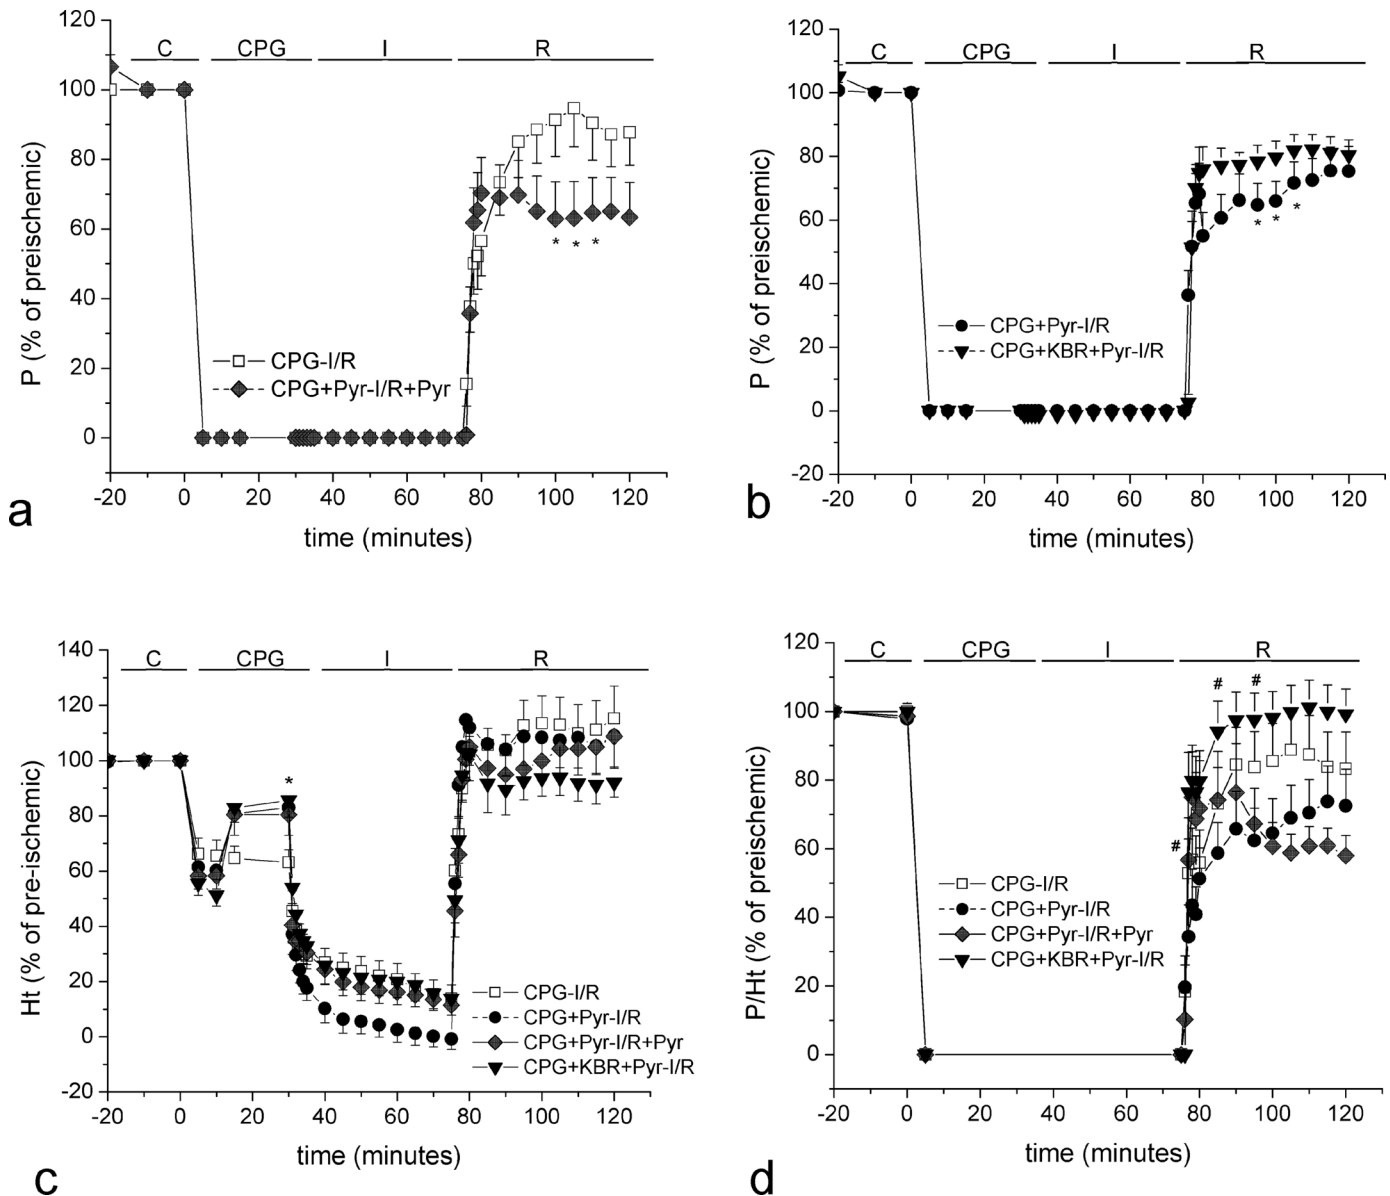 120
100
80
60
40
20
0
P (% of preischemic)
C CPG I R
CPG-I/R
CPG+Pyr-I/R+Pyr
* * *
-20 0 20 40 60 80 100 120
time (minutes)
a
120
100
80
60
40
20
0
-20
P (% of preischemic)
C CPG I R
CPG+Pyr-I/R
CPG+KBR+Pyr-I/R
* * *
-20 0 20 40 60 80 100 120
time (minutes)
b
140
120
100
80
60
40
20
0
-20
Ht (% of pre-ischemic)
C CPG I R
*
CPG-I/R
CPG+Pyr-I/R
CPG+Pyr-I/R+Pyr
CPG+KBR+Pyr-I/R
-20 0 20 40 60 80 100 120
time (minutes)
c
120
100
80
60
40
20
0
P/Ht (% of preischemic)
C CPG I R
# # #
CPG-I/R
CPG+Pyr-I/R
CPG+Pyr-I/R+Pyr
CPG+KBR+Pyr-I/R
-20 0 20 40 60 80 100 120
time (minutes)
d